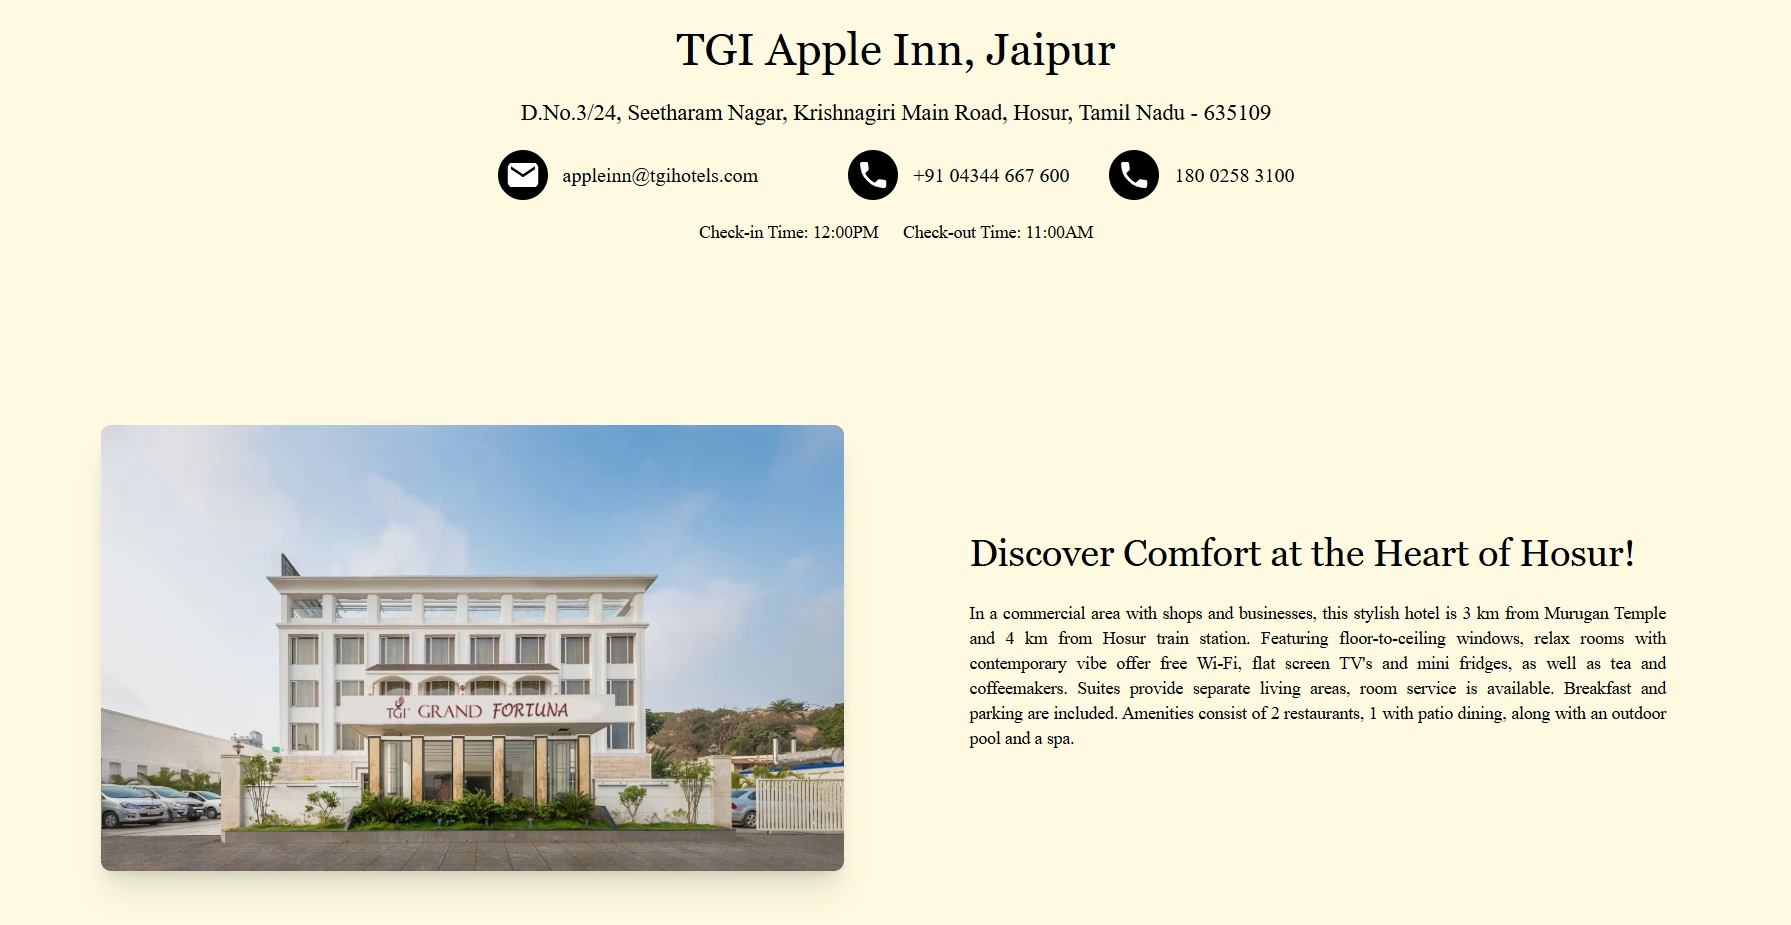 TGI Apple Inn, Jaipur
D.No.3/24, Seetharam Nagar, Krishnagiri Main Road, Hosur, Tamil Nadu - 635109
appleinn@tgihotels.com +91 04344 667 600 180 0258 3100
Check-in Time: 12:00PM Check-out Time: 11:00AM
TGI GRAND FORTUNA
Discover Comfort at the Heart of Hosur!
In a commercial area with shops and businesses, this stylish hotel is 3 km from Murugan Temple
and 4 km from Hosur train station. Featuring floor-to-ceiling windows, relax rooms with
contemporary vibe offer free Wi-Fi, flat screen TV's and mini fridges, as well as tea and
coffeemakers. Suites provide separate living areas, room service is available. Breakfast and
parking are included. Amenities consist of 2 restaurants, 1 with patio dining, along with an outdoor
pool and a spa.